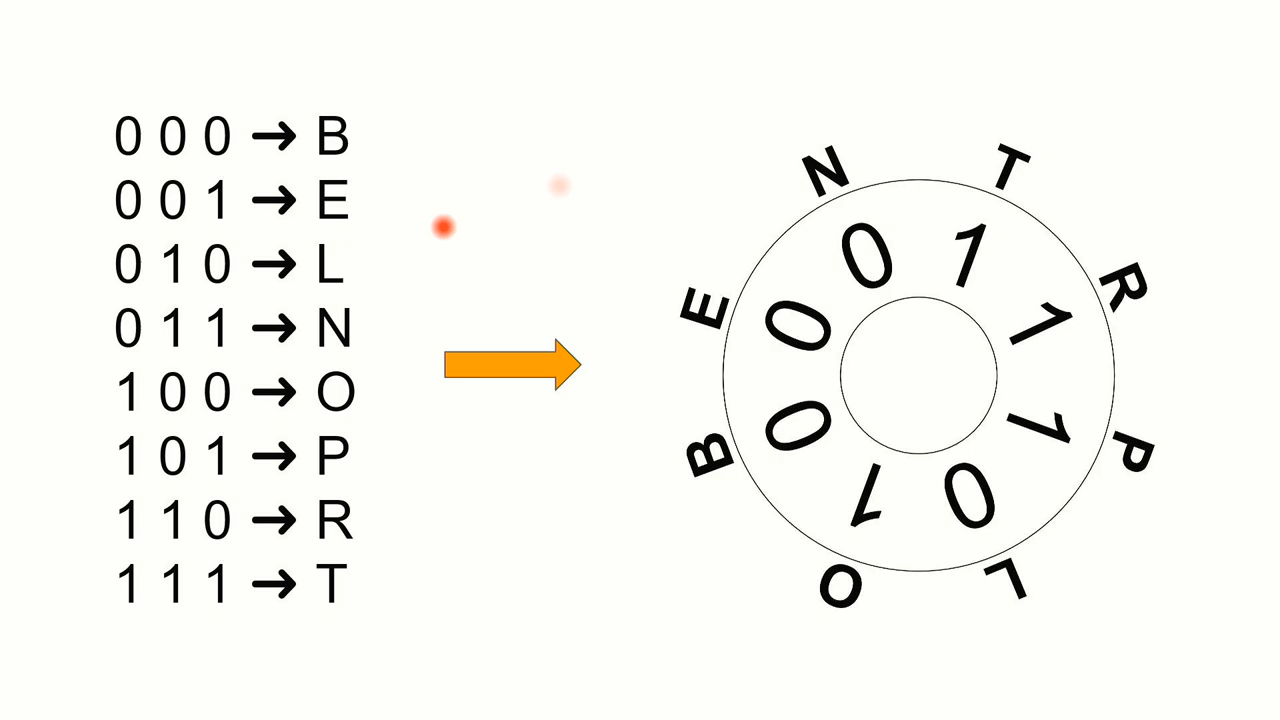 0 0 0 → B
0 0 1 → E
0 1 0 → L
0 1 1 → N
1 0 0 → O
1 0 1 → P
1 1 0 → R
1 1 1 → T
N T R P L O B E
0 1 1 1 0 1 0 0